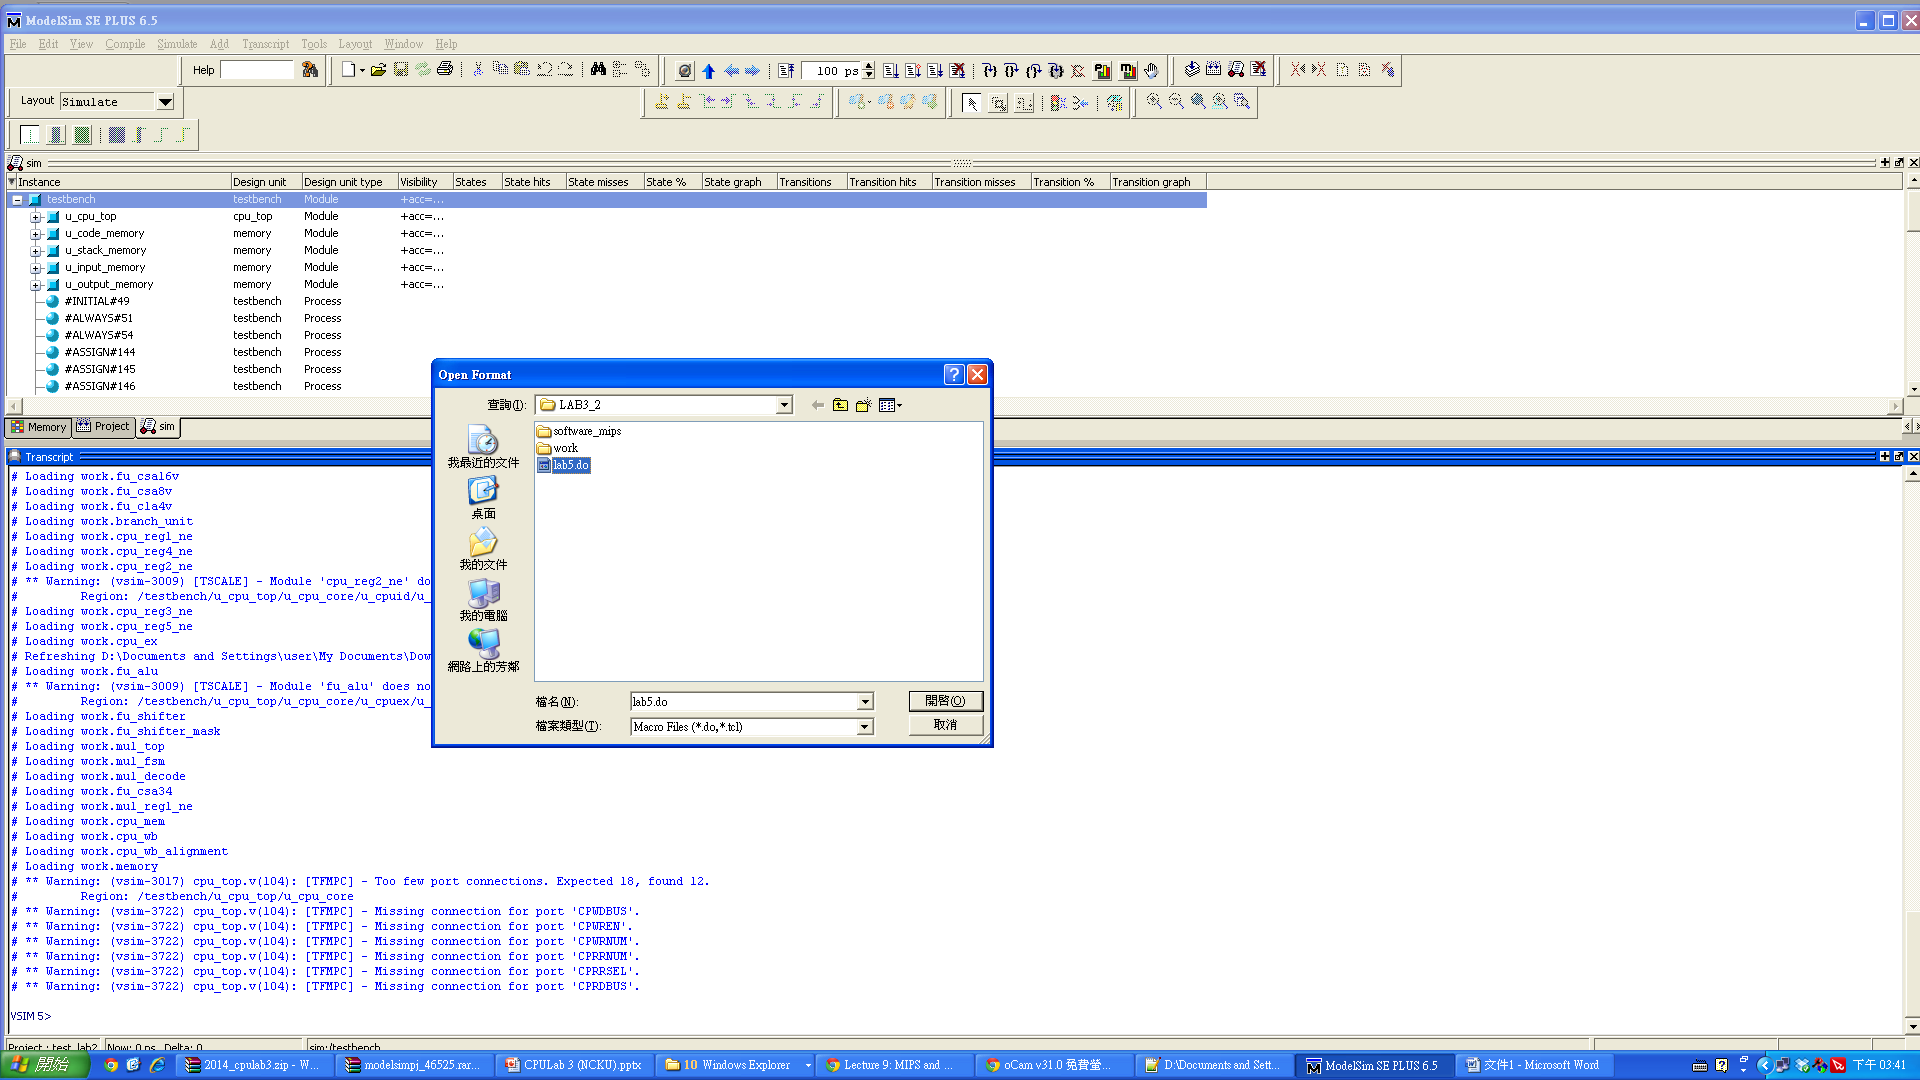 ModelSim SE PLUS 6.5
File Edit View Compile Simulate Add Transcript Tools Layout Window Help
Help
100 ps
Layout Simulate
sim
Instance Design unit Design unit type Visibility States State hits State misses State % State graph Transitions Transition hits Transition misses Transition % Transition graph
testbench testbench Module +acc=...
u_cpu_top cpu_top Module +acc=...
u_code_memory memory Module +acc=...
u_stack_memory memory Module +acc=...
u_input_memory memory Module +acc=...
u_output_memory memory Module +acc=...
#INITIAL#49 testbench Process
#ALWAYS#51 testbench Process
#ALWAYS#54 testbench Process
#ASSIGN#144 testbench Process
#ASSIGN#145 testbench Process
#ASSIGN#146 testbench Process
Memory Project sim
Open Format
查詢(I): LAB3_2
software_mips
work
lab5.do
我最近的文件
桌面
我的文件
我的電腦
網路上的芳鄰
檔名(N): lab5.do 開啓(O)
檔案類型(T): Macro Files (*.do,*.tcl) 取消
Transcript
# Loading work.fu_csa16v
# Loading work.fu_csa8v
# Loading work.fu_cla4v
# Loading work.branch_unit
# Loading work.cpu_reg1_ne
# Loading work.cpu_reg4_ne
# Loading work.cpu_reg2_ne
# ** Warning: (vsim-3009) [TSCALE] - Module 'cpu_reg2_ne' do
# Region: /testbench/u_cpu_top/u_cpu_core/u_cpuid/u_
# Loading work.cpu_reg3_ne
# Loading work.cpu_reg5_ne
# Loading work.cpu_ex
# Refreshing D:\Documents and Settings\user\My Documents\Dow
# Loading work.fu_alu
# ** Warning: (vsim-3009) [TSCALE] - Module 'fu_alu' does no
# Region: /testbench/u_cpu_top/u_cpu_core/u_cpuex/u_
# Loading work.fu_shifter
# Loading work.fu_shifter_mask
# Loading work.mul_top
# Loading work.mul_fsm
# Loading work.mul_decode
# Loading work.fu_csa34
# Loading work.mul_reg1_ne
# Loading work.cpu_mem
# Loading work.cpu_wb
# Loading work.cpu_wb_alignment
# Loading work.memory
# ** Warning: (vsim-3017) cpu_top.v(104): [TFMPC] - Too few port connections. Expected 18, found 12.
# Region: /testbench/u_cpu_top/u_cpu_core
# ** Warning: (vsim-3722) cpu_top.v(104): [TFMPC] - Missing connection for port 'CPWDBUS'.
# ** Warning: (vsim-3722) cpu_top.v(104): [TFMPC] - Missing connection for port 'CPWREN'.
# ** Warning: (vsim-3722) cpu_top.v(104): [TFMPC] - Missing connection for port 'CPWRNUM'.
# ** Warning: (vsim-3722) cpu_top.v(104): [TFMPC] - Missing connection for port 'CPRRNUM'.
# ** Warning: (vsim-3722) cpu_top.v(104): [TFMPC] - Missing connection for port 'CPRRSEL'.
# ** Warning: (vsim-3722) cpu_top.v(104): [TFMPC] - Missing connection for port 'CPRDBUS'.
VSIM 5>
Project : test_lab2 Now: 0 ps Delta: 0 sim:/testbench
開始 2014_cpulab3.zip - W... modelsimpj_46525.rar... CPULab 3 (NCKU).pptx 10 Windows Explorer Lecture 9: MIPS and ... oCam v31.0 免費螢... D:\Documents and Sett... ModelSim SE PLUS 6.5 文件1 - Microsoft Word 下午 03:41